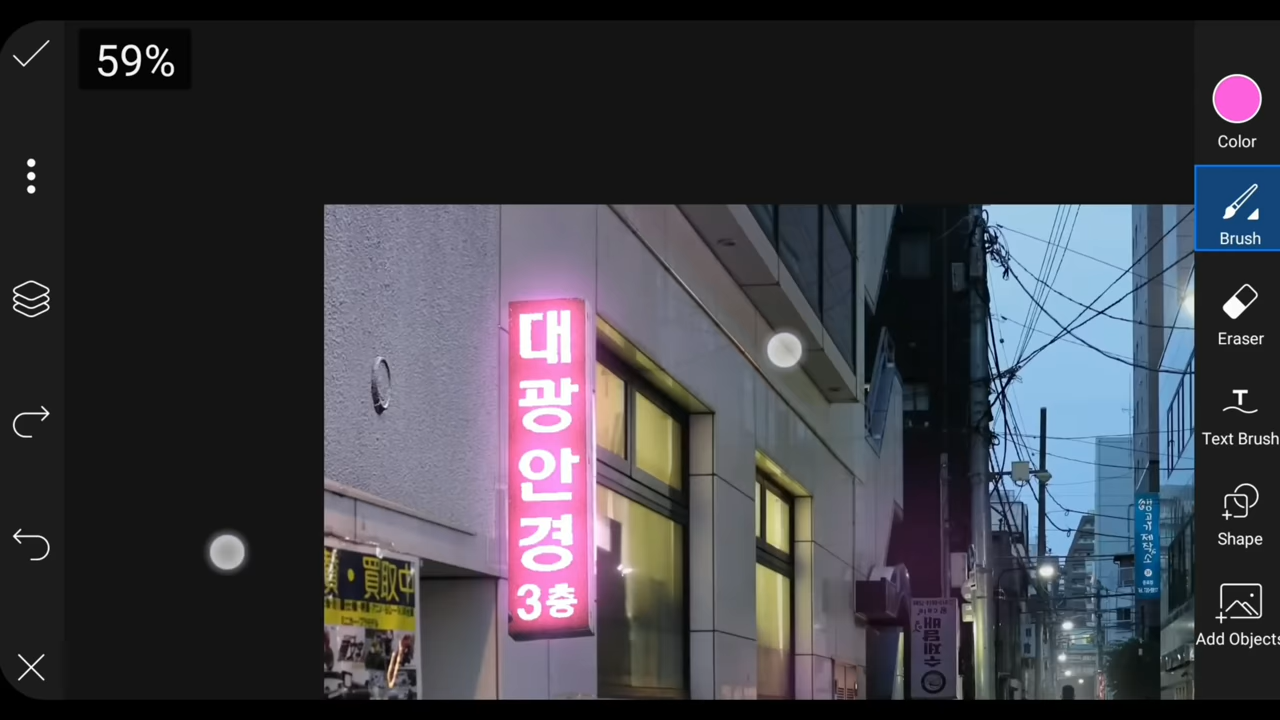 59%
Color
Brush
Eraser
Text Brush
Shape
Add Objects
대
광
안
경
3층
買取中